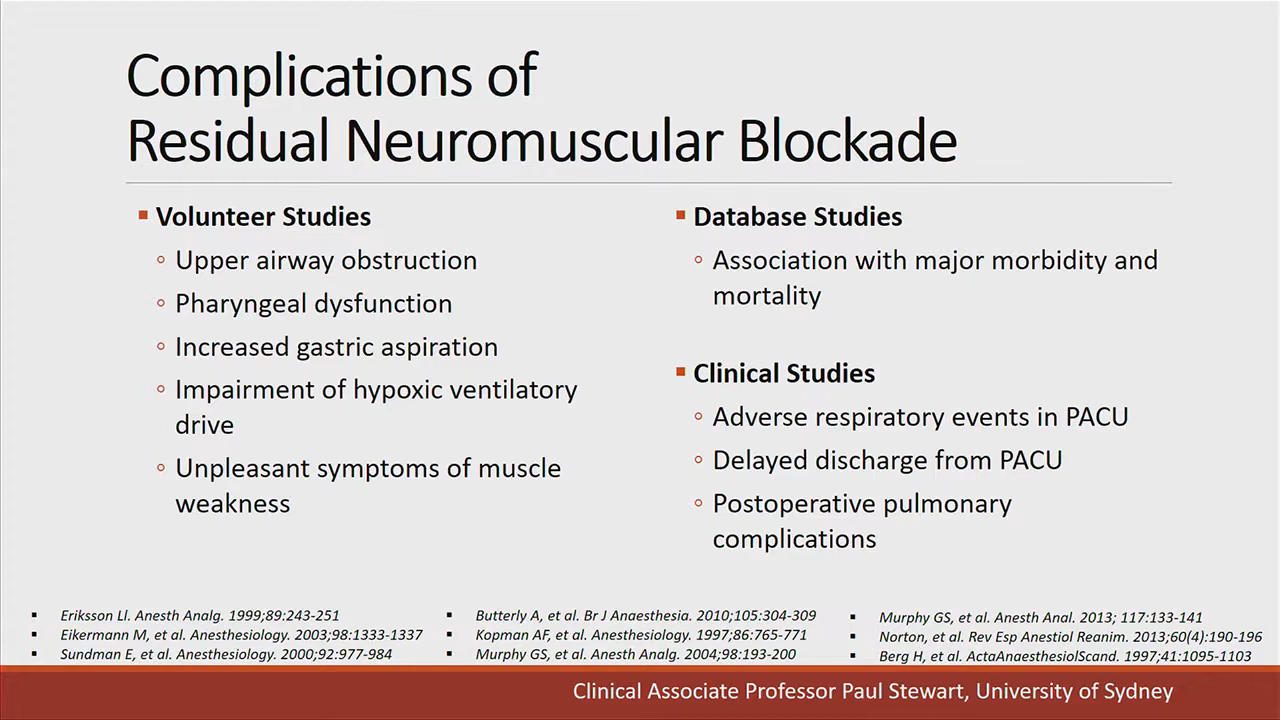 Complications of
Residual Neuromuscular Blockade
▪ Volunteer Studies
◦ Upper airway obstruction
◦ Pharyngeal dysfunction
◦ Increased gastric aspiration
◦ Impairment of hypoxic ventilatory
drive
◦ Unpleasant symptoms of muscle
weakness
▪ Database Studies
◦ Association with major morbidity and
mortality
▪ Clinical Studies
◦ Adverse respiratory events in PACU
◦ Delayed discharge from PACU
◦ Postoperative pulmonary
complications
▪ Eriksson Ll. Anesth Analg. 1999;89:243-251
▪ Eikermann M, et al. Anesthesiology. 2003;98:1333-1337
▪ Sundman E, et al. Anesthesiology. 2000;92:977-984
▪ Butterly A, et al. Br J Anaesthesia. 2010;105:304-309
▪ Kopman AF, et al. Anesthesiology. 1997;86:765-771
▪ Murphy GS, et al. Anesth Analg. 2004;98:193-200
▪ Murphy GS, et al. Anesth Anal. 2013; 117:133-141
▪ Norton, et al. Rev Esp Anestiol Reanim. 2013;60(4):190-196
▪ Berg H, et al. ActaAnaesthesiolScand. 1997;41:1095-1103
Clinical Associate Professor Paul Stewart, University of Sydney